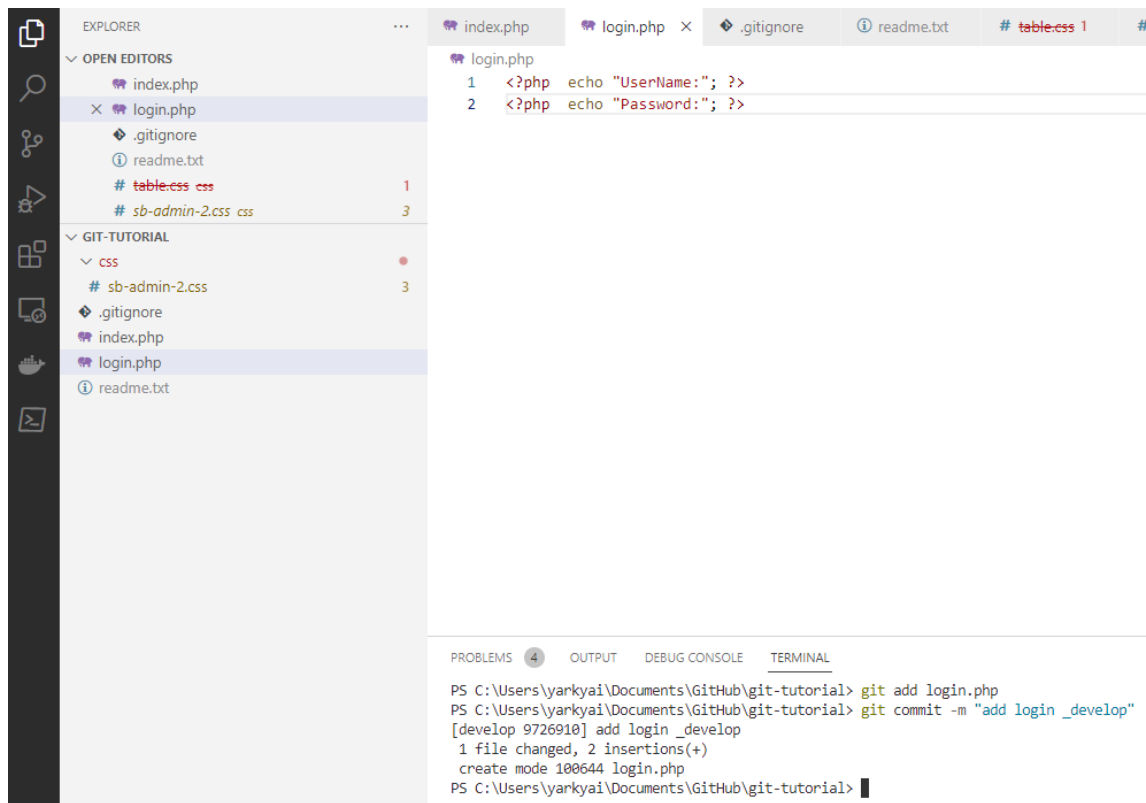 EXPLORER ···
OPEN EDITORS
index.php
login.php
.gitignore
readme.txt
table.css css 1
sb-admin-2.css css 3
GIT-TUTORIAL
css
sb-admin-2.css 3
.gitignore
index.php
login.php
readme.txt
index.php login.php .gitignore readme.txt # table.css 1 #
login.php
1 <?php echo "UserName:"; ?>
2 <?php echo "Password:"; ?>
PROBLEMS 4 OUTPUT DEBUG CONSOLE TERMINAL
PS C:\Users\yarkyai\Documents\GitHub\git-tutorial> git add login.php
PS C:\Users\yarkyai\Documents\GitHub\git-tutorial> git commit -m "add login _develop"
[develop 9726910] add login _develop
1 file changed, 2 insertions(+)
create mode 100644 login.php
PS C:\Users\yarkyai\Documents\GitHub\git-tutorial>